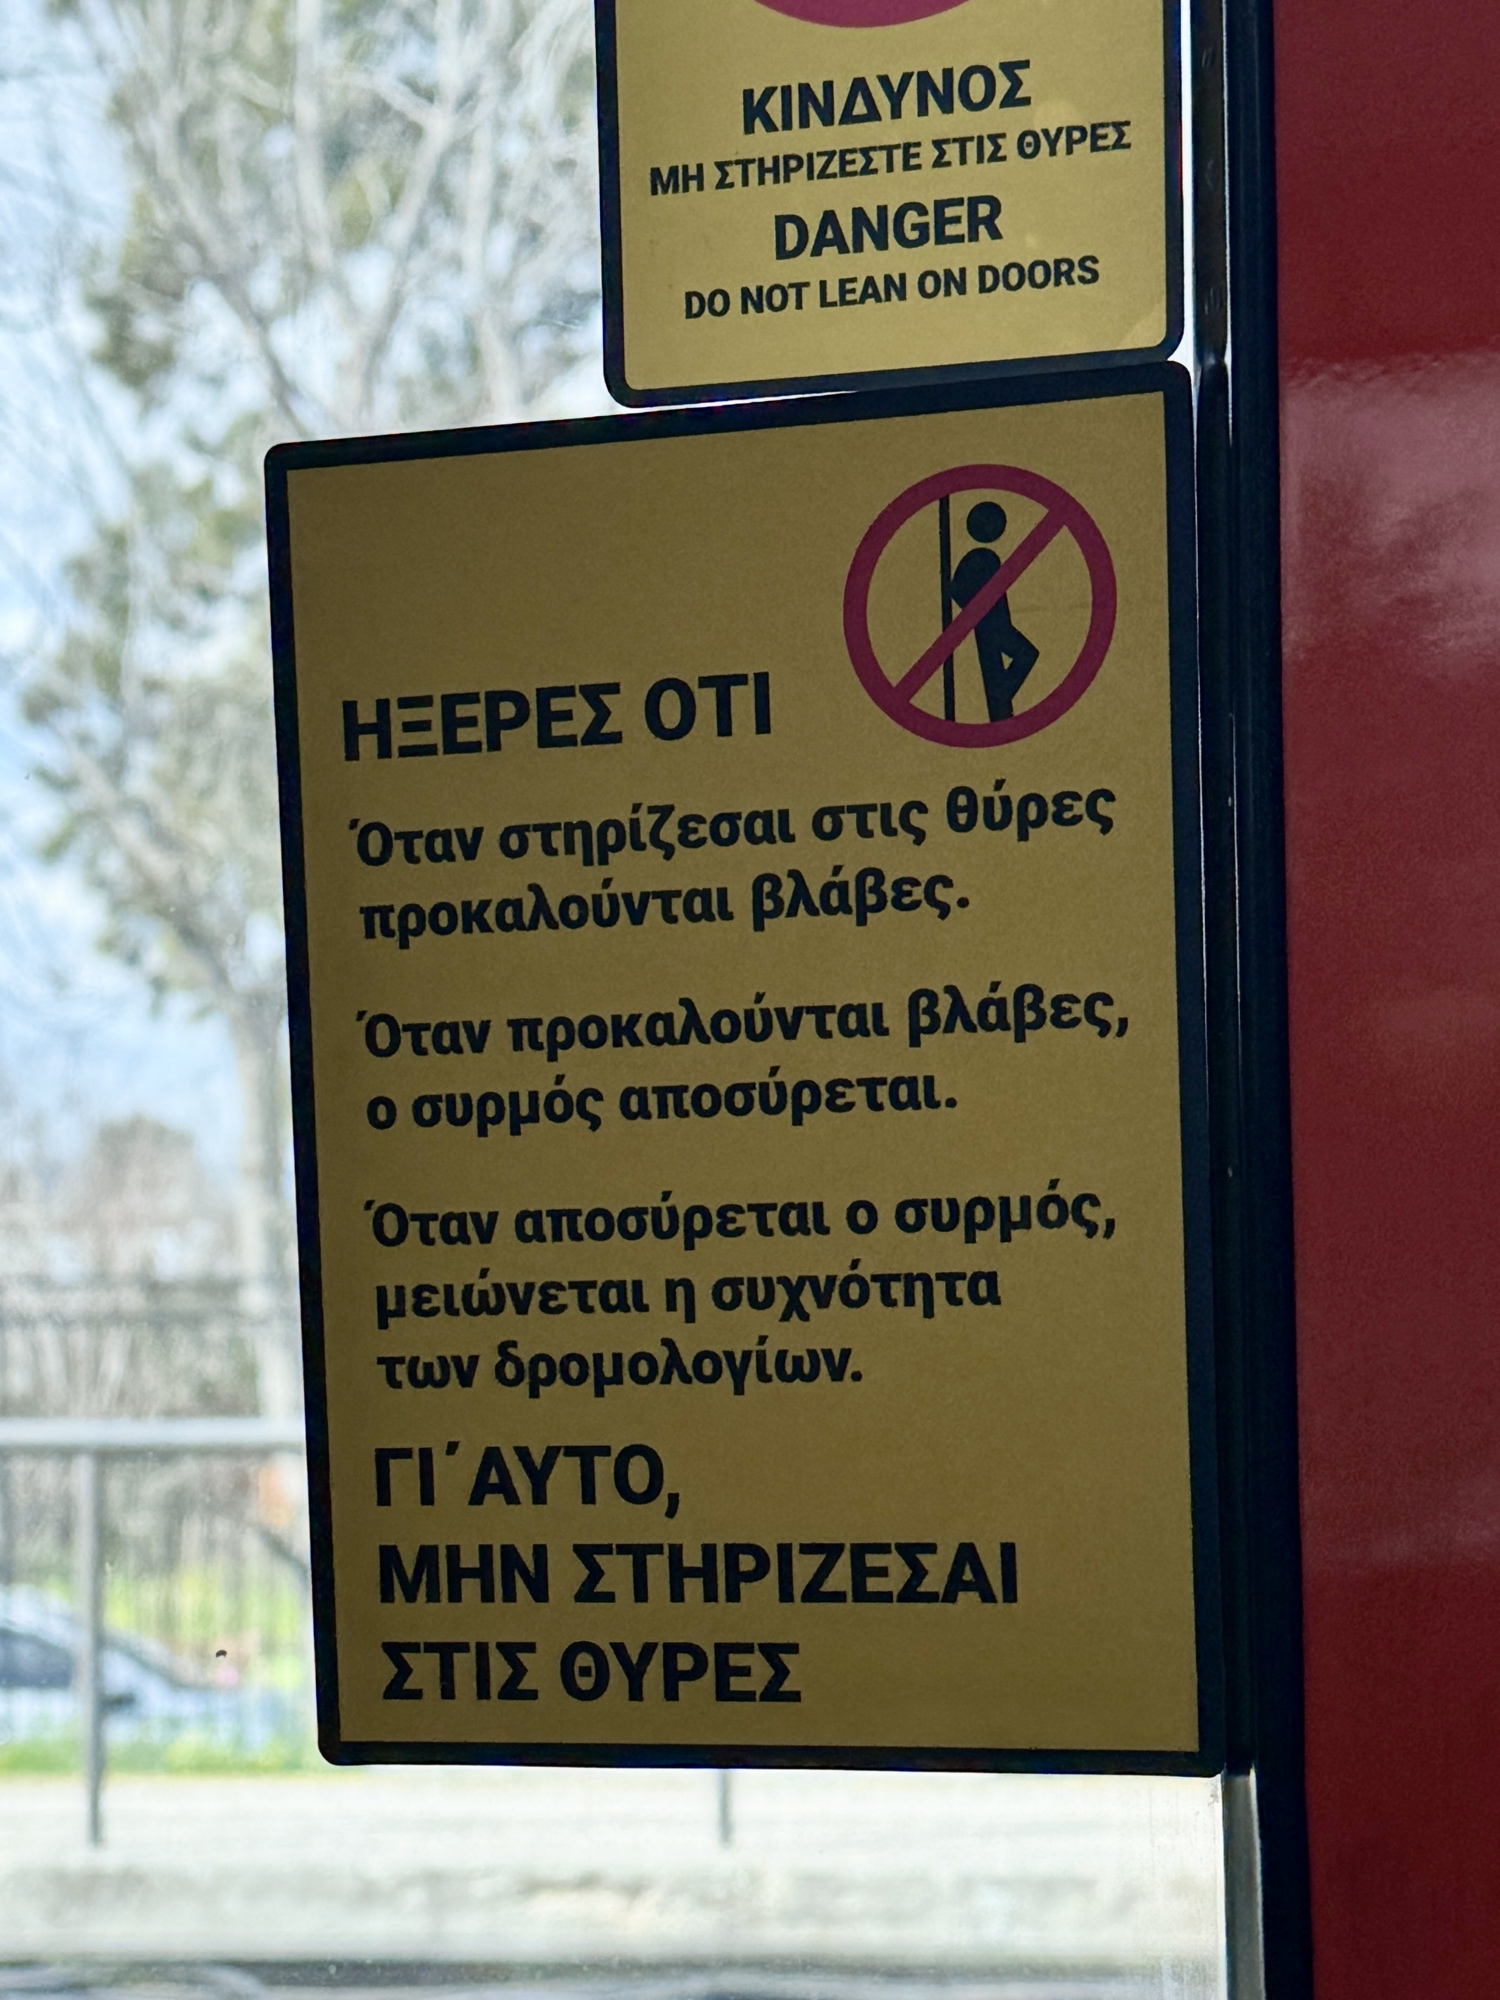 ΚΙΝΔΥΝΟΣ
ΜΗ ΣΤΗΡΙΖΕΣΤΕ ΣΤΙΣ ΘΥΡΕΣ
DANGER
DO NOT LEAN ON DOORS
ΗΞΕΡΕΣ ΟΤΙ
Όταν στηρίζεσαι στις θύρες
προκαλούνται βλάβες.
Όταν προκαλούνται βλάβες,
ο συρμός αποσύρεται.
Όταν αποσύρεται ο συρμός,
μειώνεται η συχνότητα
των δρομολογίων.
ΓΙ΄ΑΥΤΟ,
ΜΗΝ ΣΤΗΡΙΖΕΣΑΙ
ΣΤΙΣ ΘΥΡΕΣ